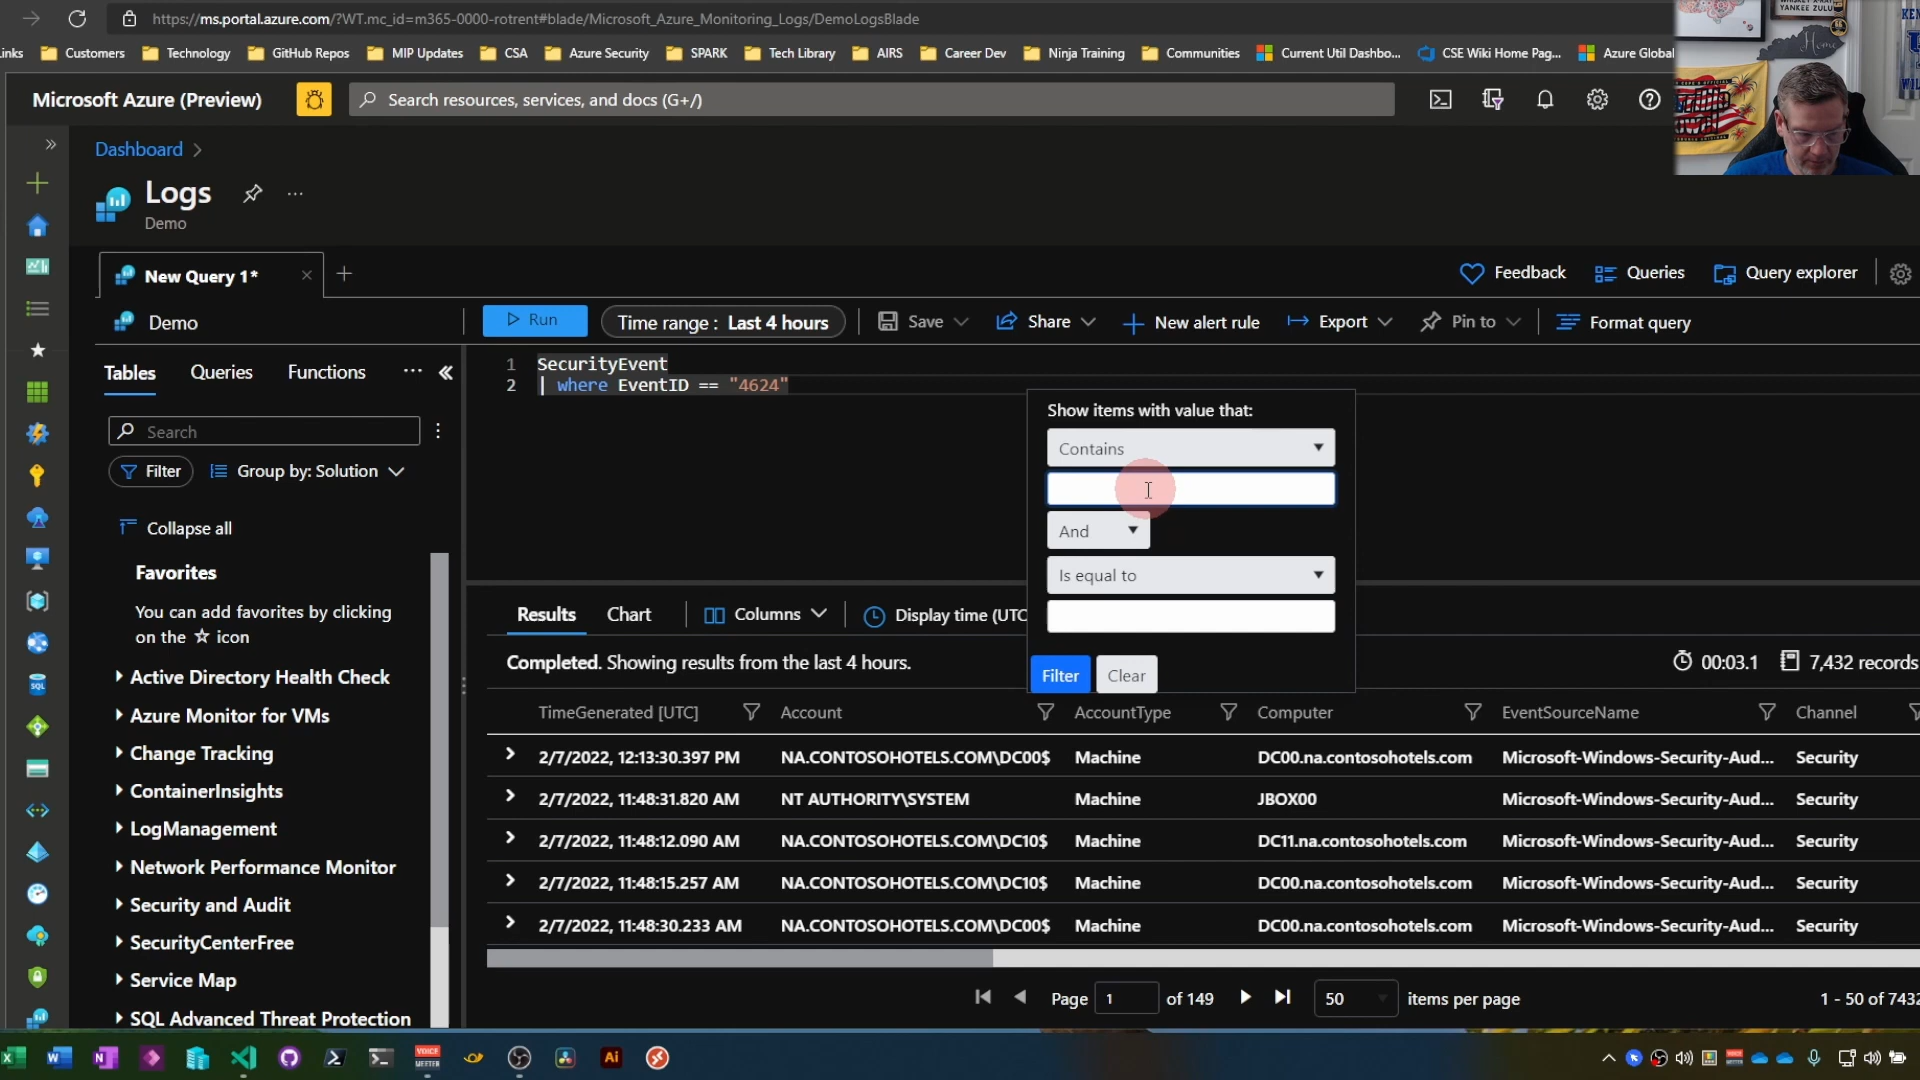 https://ms.portal.azure.com/?WT.mc_id=m365-0000-rotrent#blade/Microsoft_Azure_Monitoring_Logs/DemoLogsBlade
inks Customers Technology GitHub Repos MIP Updates CSA Azure Security SPARK Tech Library AIRS Career Dev Ninja Training Communities Current Util Dashbo... CSE Wiki Home Pag... Azure Global
Microsoft Azure (Preview)
Search resources, services, and docs (G+/)
YANKEE ZULU
Home
Dashboard >
Logs
...
Demo
New Query 1*
Feedback Queries Query explorer
Demo
Run Time range : Last 4 hours Save Share New alert rule Export Pin to Format query
Tables Queries Functions ...
1 SecurityEvent
2 | where EventID == "4624"
Search
Filter Group by: Solution
Collapse all
Favorites
You can add favorites by clicking
on the ☆ icon
Active Directory Health Check
Azure Monitor for VMs
Change Tracking
ContainerInsights
LogManagement
Network Performance Monitor
Security and Audit
SecurityCenterFree
Service Map
SQL Advanced Threat Protection
Show items with value that:
Contains
And
Is equal to
Filter Clear
Results Chart Columns Display time (UTC
Completed. Showing results from the last 4 hours.
00:03.1 7,432 records
TimeGenerated [UTC] Account AccountType Computer EventSourceName Channel
2/7/2022, 12:13:30.397 PM NA.CONTOSOHOTELS.COM\DC00$ Machine DC00.na.contosohotels.com Microsoft-Windows-Security-Aud... Security
2/7/2022, 11:48:31.820 AM NT AUTHORITY\SYSTEM Machine JBOX00 Microsoft-Windows-Security-Aud... Security
2/7/2022, 11:48:12.090 AM NA.CONTOSOHOTELS.COM\DC10$ Machine DC11.na.contosohotels.com Microsoft-Windows-Security-Aud... Security
2/7/2022, 11:48:15.257 AM NA.CONTOSOHOTELS.COM\DC10$ Machine DC00.na.contosohotels.com Microsoft-Windows-Security-Aud... Security
2/7/2022, 11:48:30.233 AM NA.CONTOSOHOTELS.COM\DC00$ Machine DC00.na.contosohotels.com Microsoft-Windows-Security-Aud... Security
Page 1 of 149 50 items per page
1 - 50 of 7432